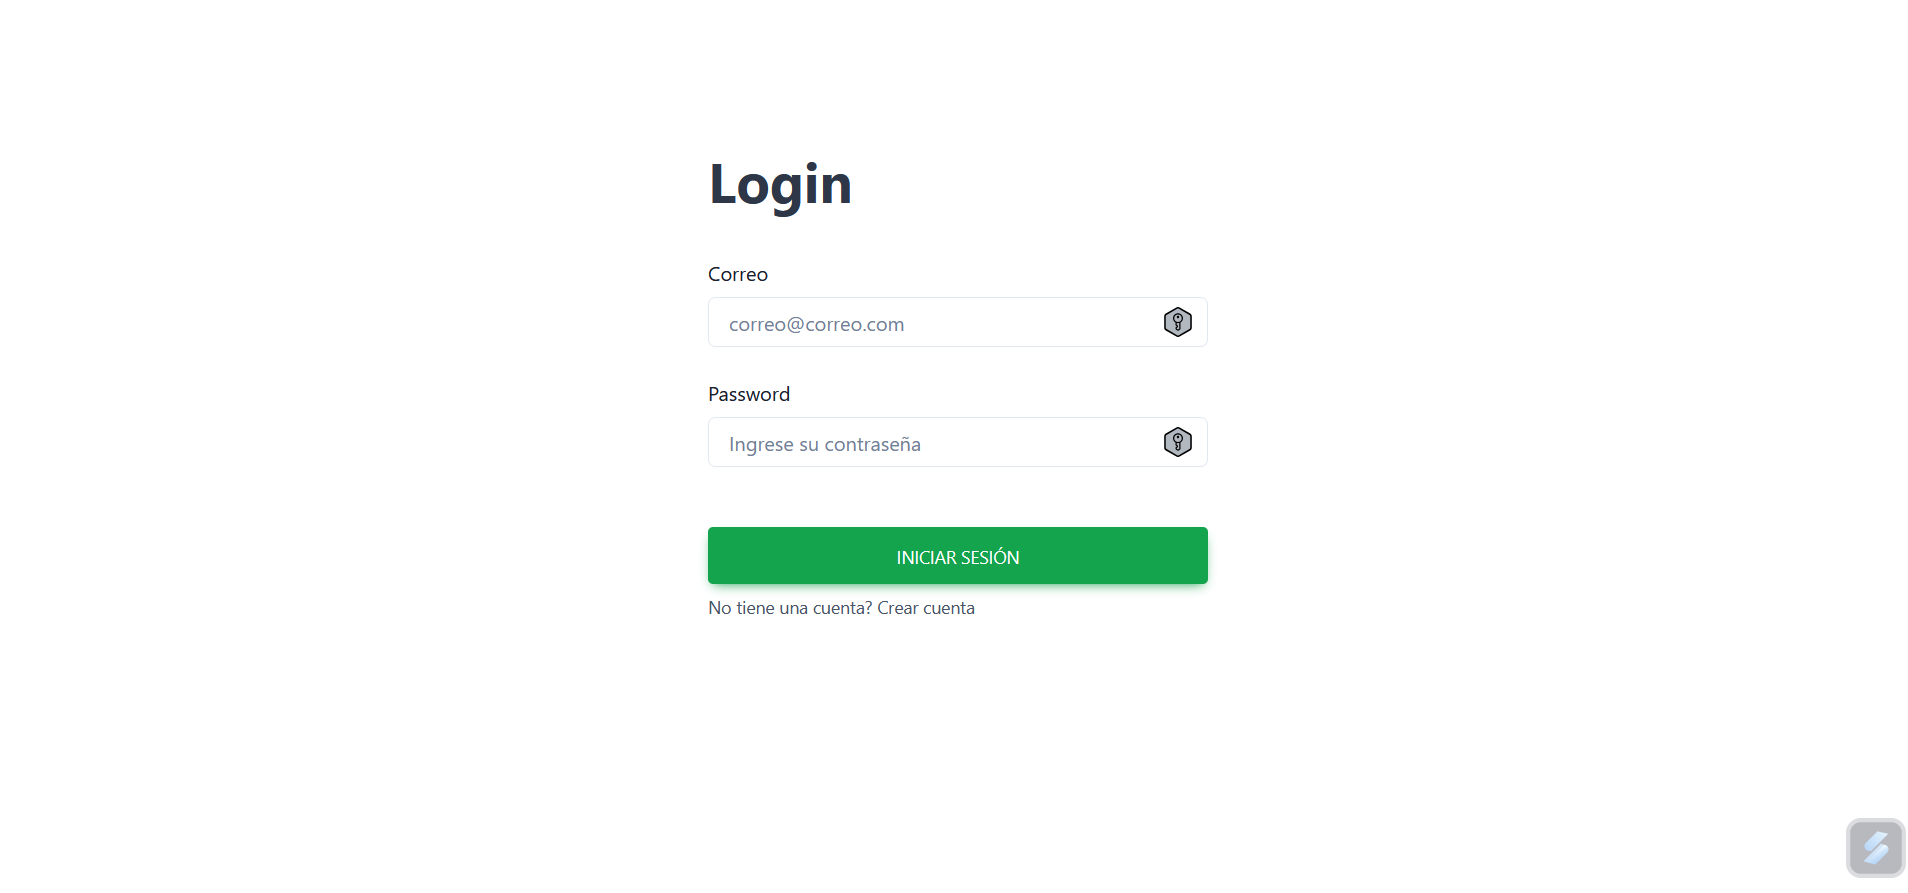 Login
Correo
correo@correo.com
Password
Ingrese su contraseña
INICIAR SESIÓN
No tiene una cuenta? Crear cuenta